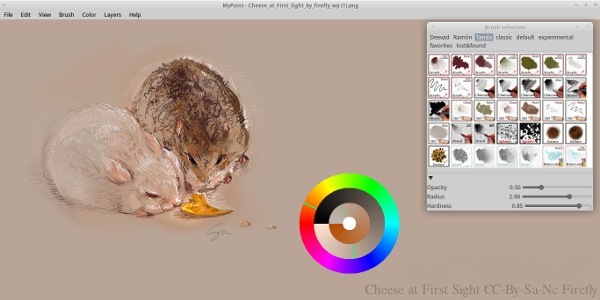 MyPaint - Cheese_at_First_Sight_by_firefly_wp (1).png
File Edit View Brush Color Layers Help
Brush selection
Deevad Ramón Tanda classic default experimental
favorites lost&found
Opacity 0.50
Radius 2.90
Hardness 0.85
Cheese at First Sight CC-By-Sa-Nc Firefly